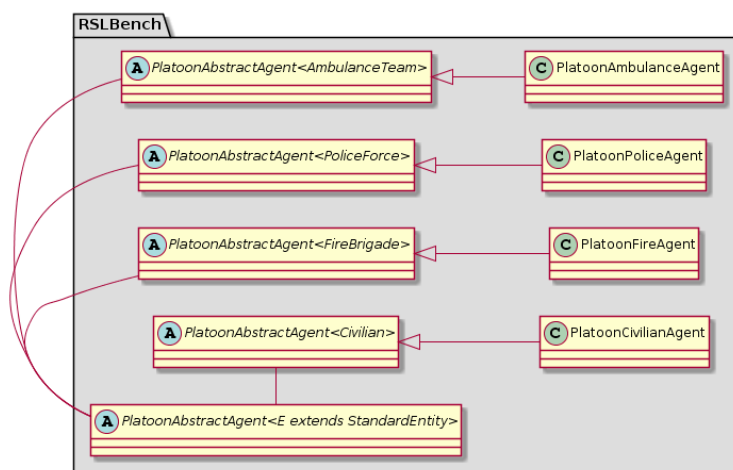 RSLBench
A PlatoonAbstractAgent<AmbulanceTeam>
C PlatoonAmbulanceAgent
A PlatoonAbstractAgent<PoliceForce>
C PlatoonPoliceAgent
A PlatoonAbstractAgent<FireBrigade>
C PlatoonFireAgent
A PlatoonAbstractAgent<Civilian>
C PlatoonCivilianAgent
A PlatoonAbstractAgent<E extends StandardEntity>